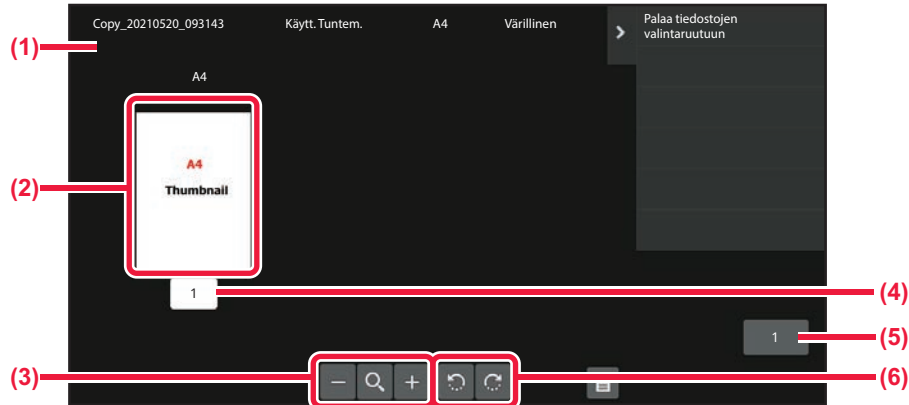 Copy_20210520_093143 Käytt. Tuntem. A4 Värillinen
Palaa tiedostojen
valintaruutuun
(1)
A4
(2)
A4
Thumbnail
1
(4)
1
(5)
(3)
(6)